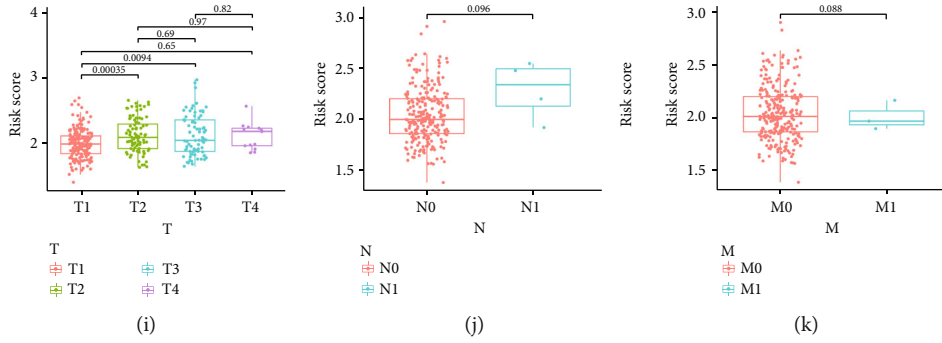 0.82
0.97
0.69
0.65
0.0094
0.00035
4
3
2
Risk score
T1 T2 T3 T4
T
T
T1 T3
T2 T4
(i)
0.096
3.0
2.5
2.0
1.5
Risk score
N0 N1
N
N
N0
N1
(j)
Risk score
0.088
3.0
2.5
2.0
1.5
Risk score
M0 M1
M
M
M0
M1
(k)